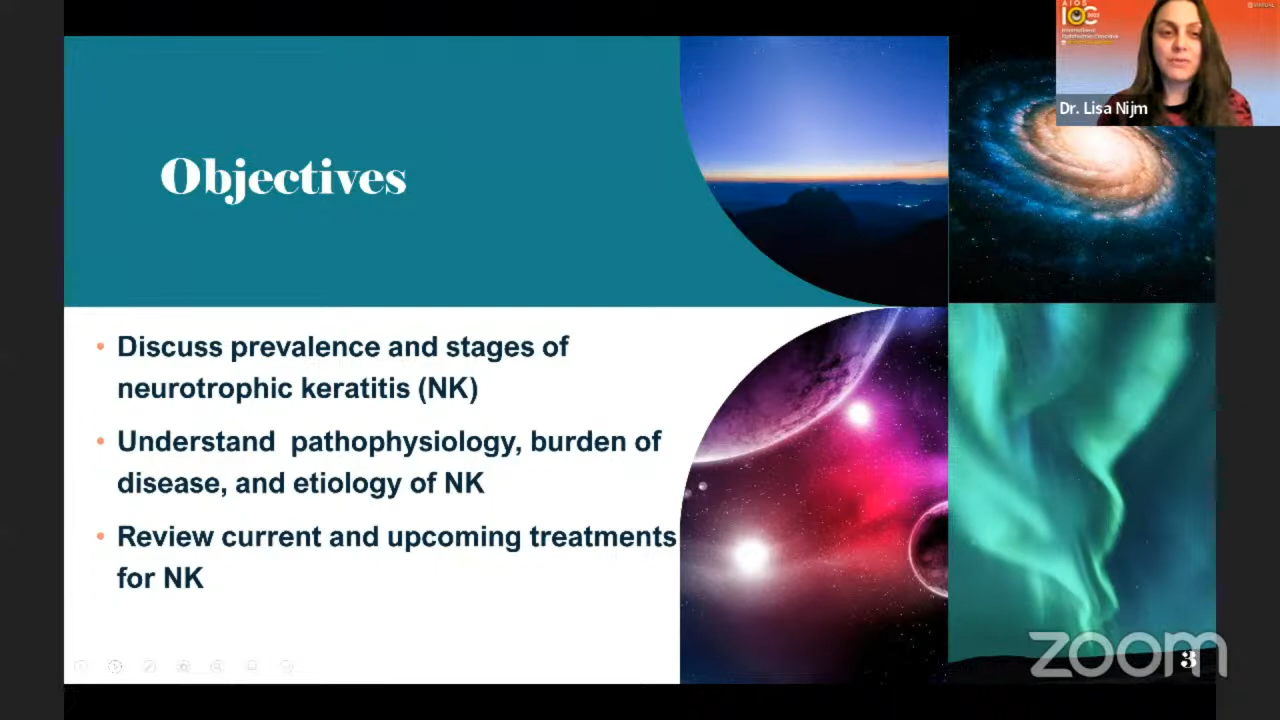 Objectives
• Discuss prevalence and stages of
neurotrophic keratitis (NK)
• Understand pathophysiology, burden of
disease, and etiology of NK
• Review current and upcoming treatments
for NK
AIOS
Dr. Lisa Nijm
zoom
3